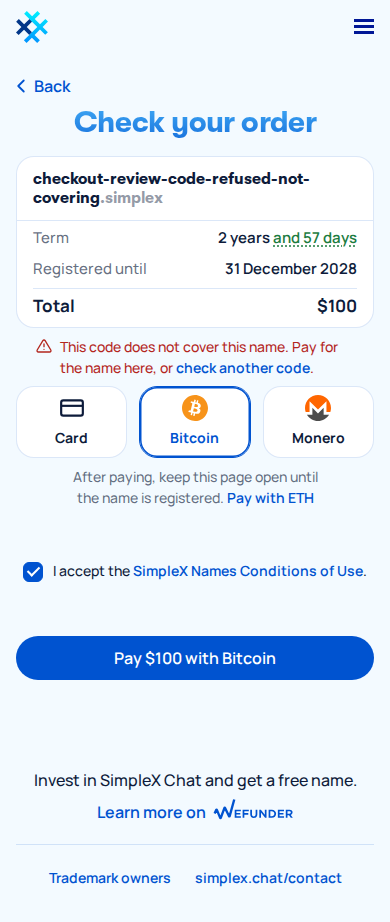 Back
Check your order
checkout-review-code-refused-not-
covering.simplex
Term 2 years and 57 days
Registered until 31 December 2028
Total $100
This code does not cover this name. Pay for
the name here, or check another code.
Card Bitcoin Monero
After paying, keep this page open until
the name is registered. Pay with ETH
I accept the SimpleX Names Conditions of Use.
Pay $100 with Bitcoin
Invest in SimpleX Chat and get a free name.
Learn more on WEFUNDER
Trademark owners simplex.chat/contact